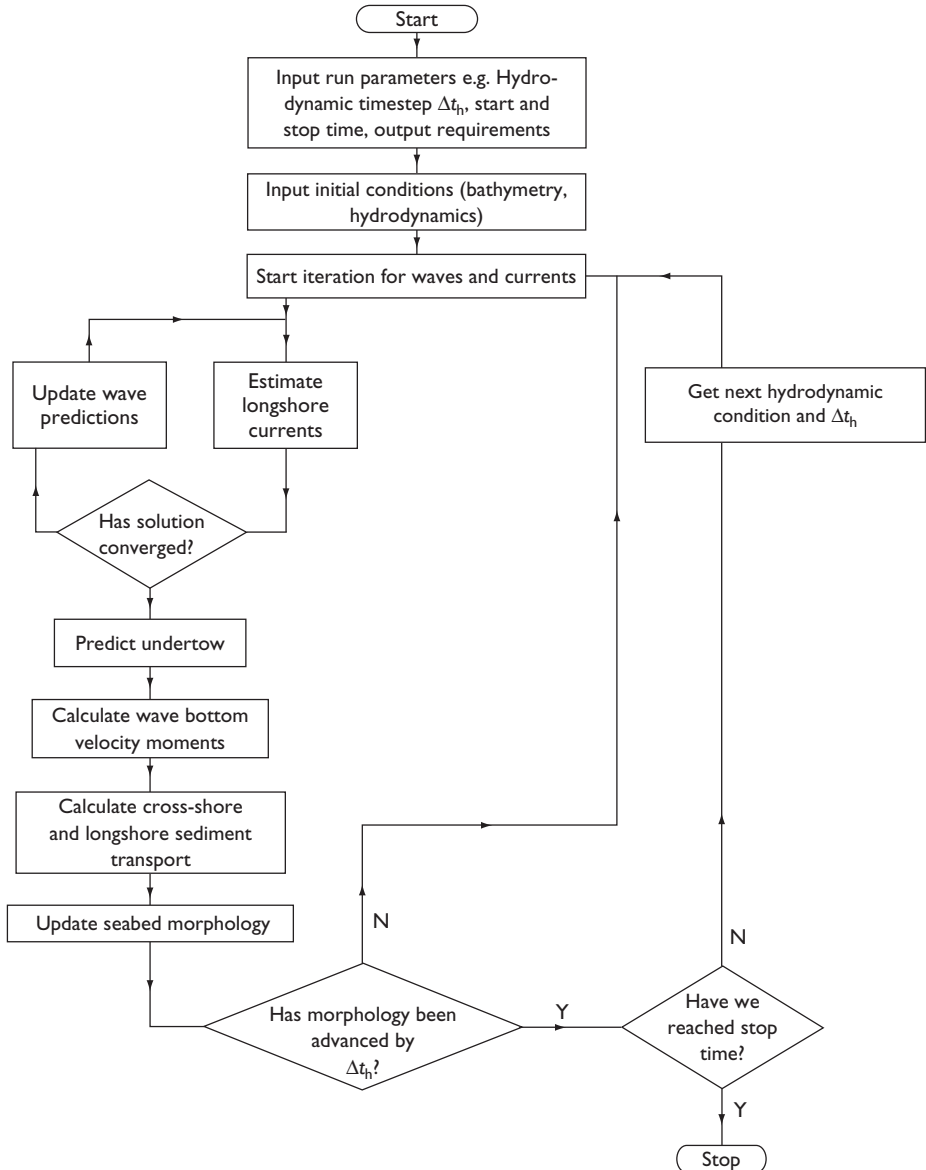 Start
Input run parameters e.g. Hydro-
dynamic timestep Δt_h, start and
stop time, output requirements
Input initial conditions (bathymetry,
hydrodynamics)
Start iteration for waves and currents
Update wave
predictions
Estimate
longshore
currents
Get next hydrodynamic
condition and Δt_h
Has solution
converged?
Predict undertow
Calculate wave bottom
velocity moments
Calculate cross-shore
and longshore sediment
transport
Update seabed morphology
N
Has morphology been
advanced by
Δt_h?
Y
N
Have we
reached stop
time?
Y
Stop